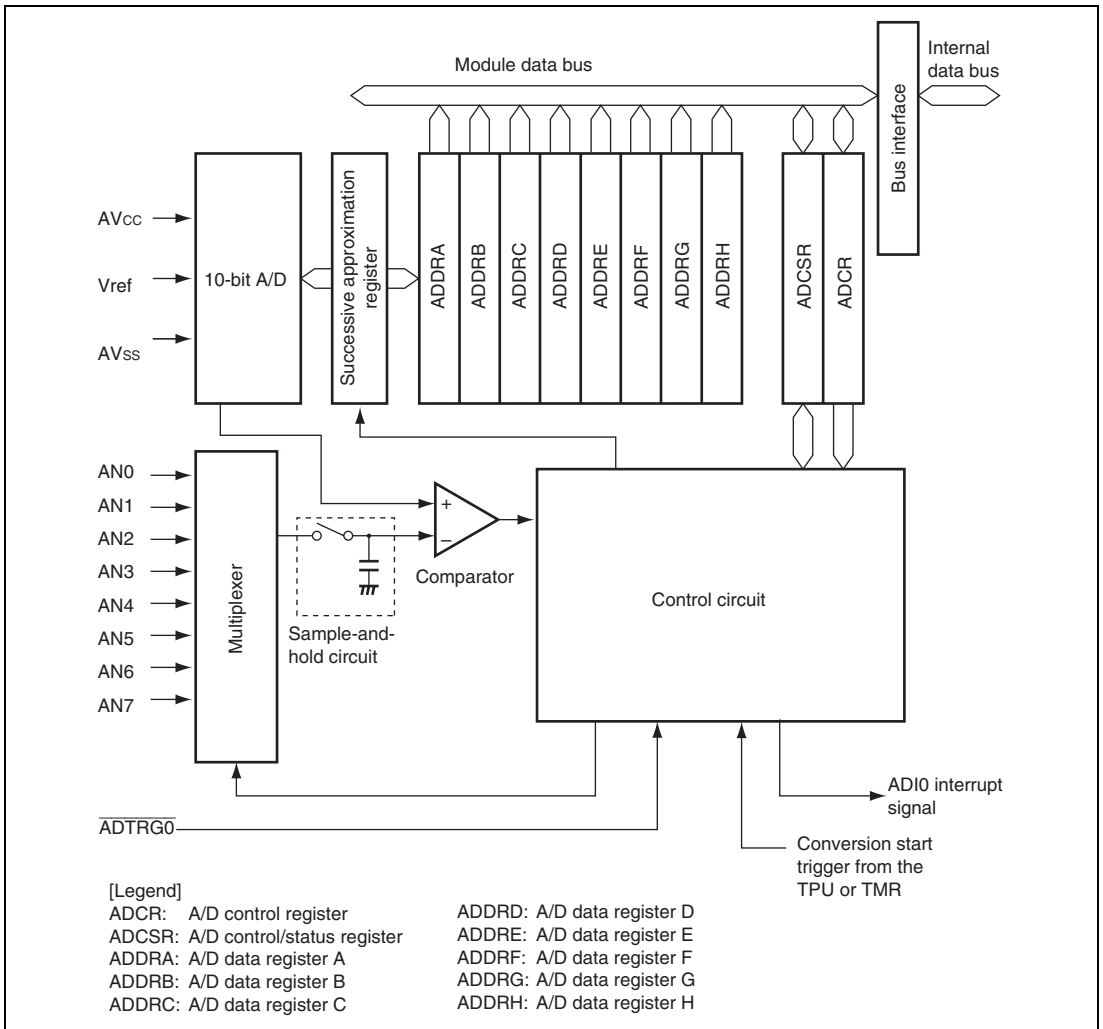 Module data bus
Internal
data bus
Bus interface
AVcc
Vref
AVss
10-bit A/D
Successive approximation
register
ADDRA
ADDRB
ADDRC
ADDRD
ADDRE
ADDRF
ADDRG
ADDRH
ADCSR
ADCR
AN0
AN1
AN2
AN3
AN4
AN5
AN6
AN7
Multiplexer
+
−
Comparator
Sample-and-
hold circuit
Control circuit
ADI0 interrupt
signal
ADTRG0
Conversion start
trigger from the
TPU or TMR
[Legend]
ADCR: A/D control register
ADCSR: A/D control/status register
ADDRA: A/D data register A
ADDRB: A/D data register B
ADDRC: A/D data register C
ADDRD: A/D data register D
ADDRE: A/D data register E
ADDRF: A/D data register F
ADDRG: A/D data register G
ADDRH: A/D data register H